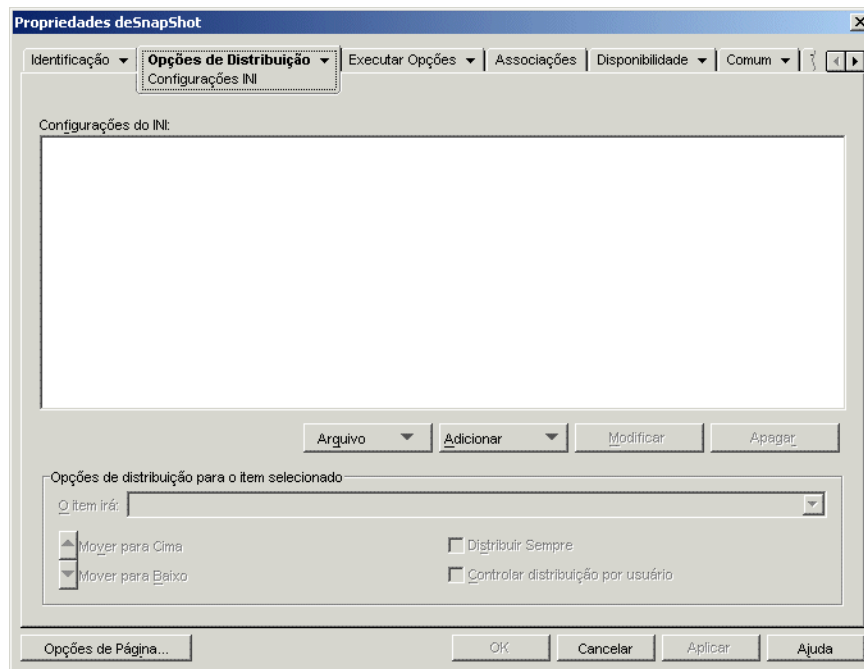 Propriedades deSnapShot
Identificação Opções de Distribuição Executar Opções Associações Disponibilidade Comum
Configurações INI
Configurações do INI:
Arquivo Adicionar Modificar Apagar
Opções de distribuição para o item selecionado
O item irá:
Mover para Cima Distribuir Sempre
Mover para Baixo Controlar distribuição por usuário
Opções de Página... OK Cancelar Aplicar Ajuda